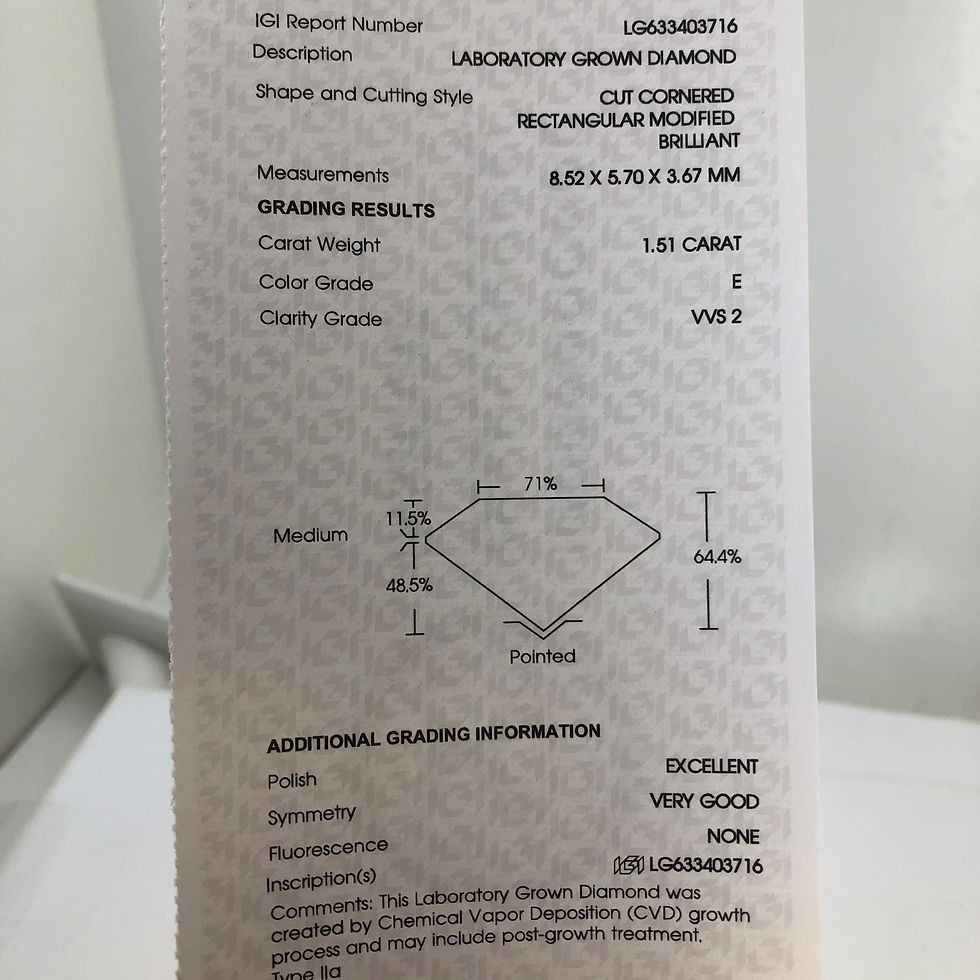 IGI Report Number LG633403716
Description LABORATORY GROWN DIAMOND
Shape and Cutting Style CUT CORNERED
RECTANGULAR MODIFIED
BRILLIANT
Measurements 8.52 X 5.70 X 3.67 MM
GRADING RESULTS
Carat Weight 1.51 CARAT
Color Grade E
Clarity Grade VVS 2
71%
11.5%
Medium
64.4%
48.5%
Pointed
ADDITIONAL GRADING INFORMATION
Polish EXCELLENT
Symmetry VERY GOOD
Fluorescence NONE
Inscription(s) IGI LG633403716
Comments: This Laboratory Grown Diamond was
created by Chemical Vapor Deposition (CVD) growth
process and may include post-growth treatment.
Type IIa